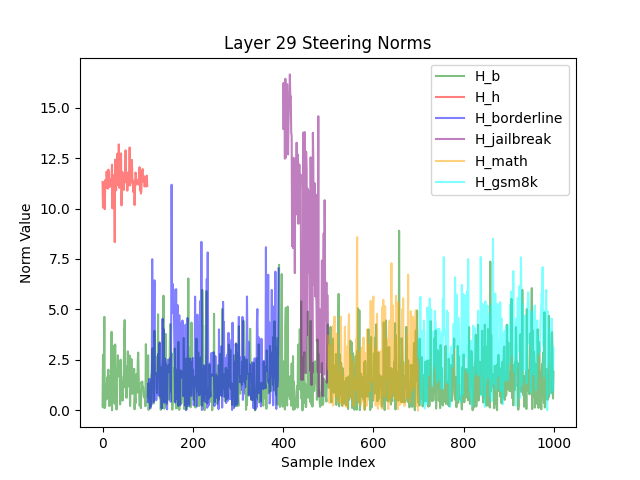 Layer 29 Steering Norms
Norm Value
15.0
12.5
10.0
7.5
5.0
2.5
0.0
H_b
H_h
H_borderline
H_jailbreak
H_math
H_gsm8k
0 200 400 600 800 1000
Sample Index